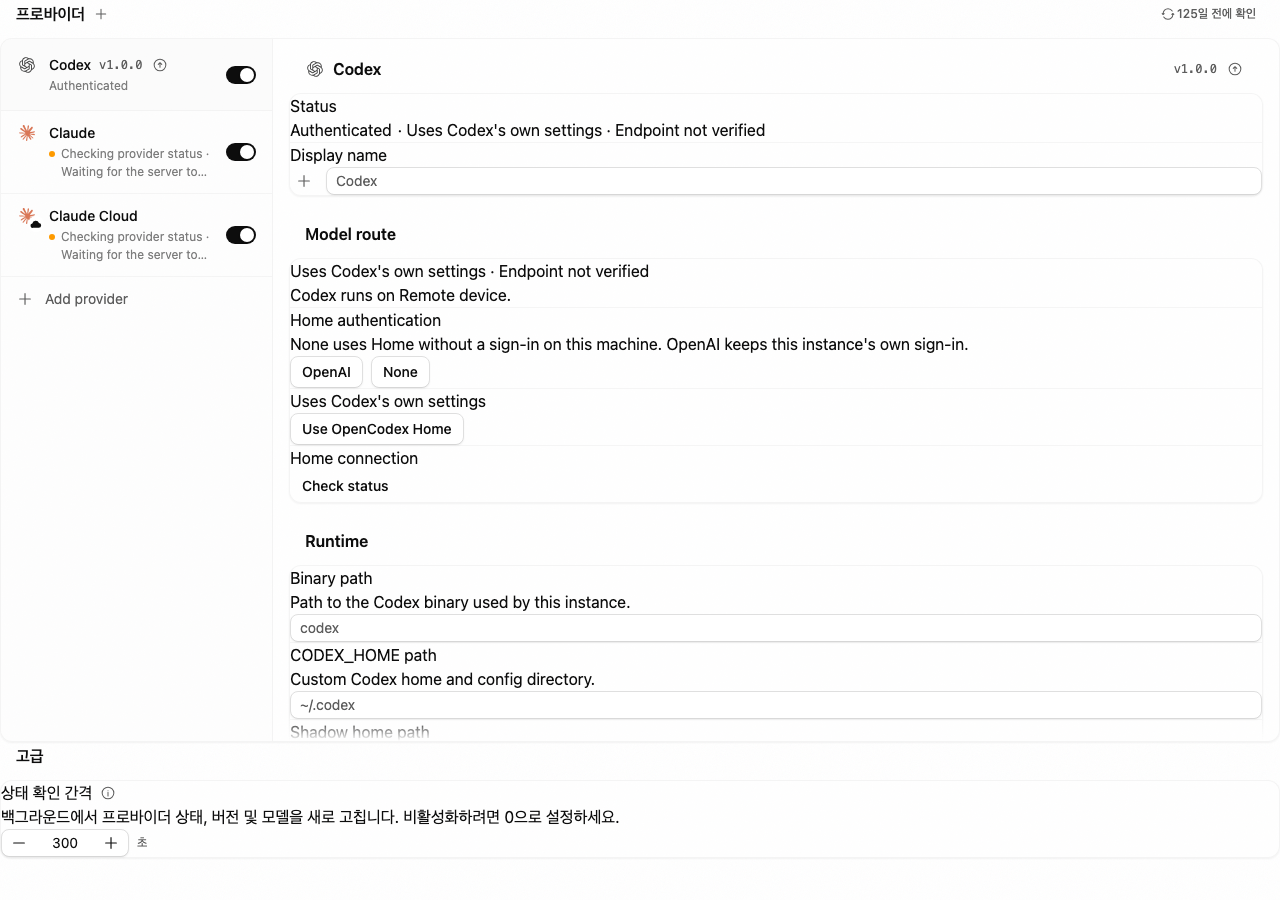 프로바이더
125일 전에 확인
Codex v1.0.0
Authenticated
Claude
Checking provider status ·
Waiting for the server to...
Claude Cloud
Checking provider status ·
Waiting for the server to...
Add provider
Codex
v1.0.0
Status
Authenticated · Uses Codex's own settings · Endpoint not verified
Display name
Codex
Model route
Uses Codex's own settings · Endpoint not verified
Codex runs on Remote device.
Home authentication
None uses Home without a sign-in on this machine. OpenAI keeps this instance's own sign-in.
OpenAI None
Uses Codex's own settings
Use OpenCodex Home
Home connection
Check status
Runtime
Binary path
Path to the Codex binary used by this instance.
codex
CODEX_HOME path
Custom Codex home and config directory.
~/.codex
Shadow home path
고급
상태 확인 간격
백그라운드에서 프로바이더 상태, 버전 및 모델을 새로 고칩니다. 비활성화하려면 0으로 설정하세요.
300 초